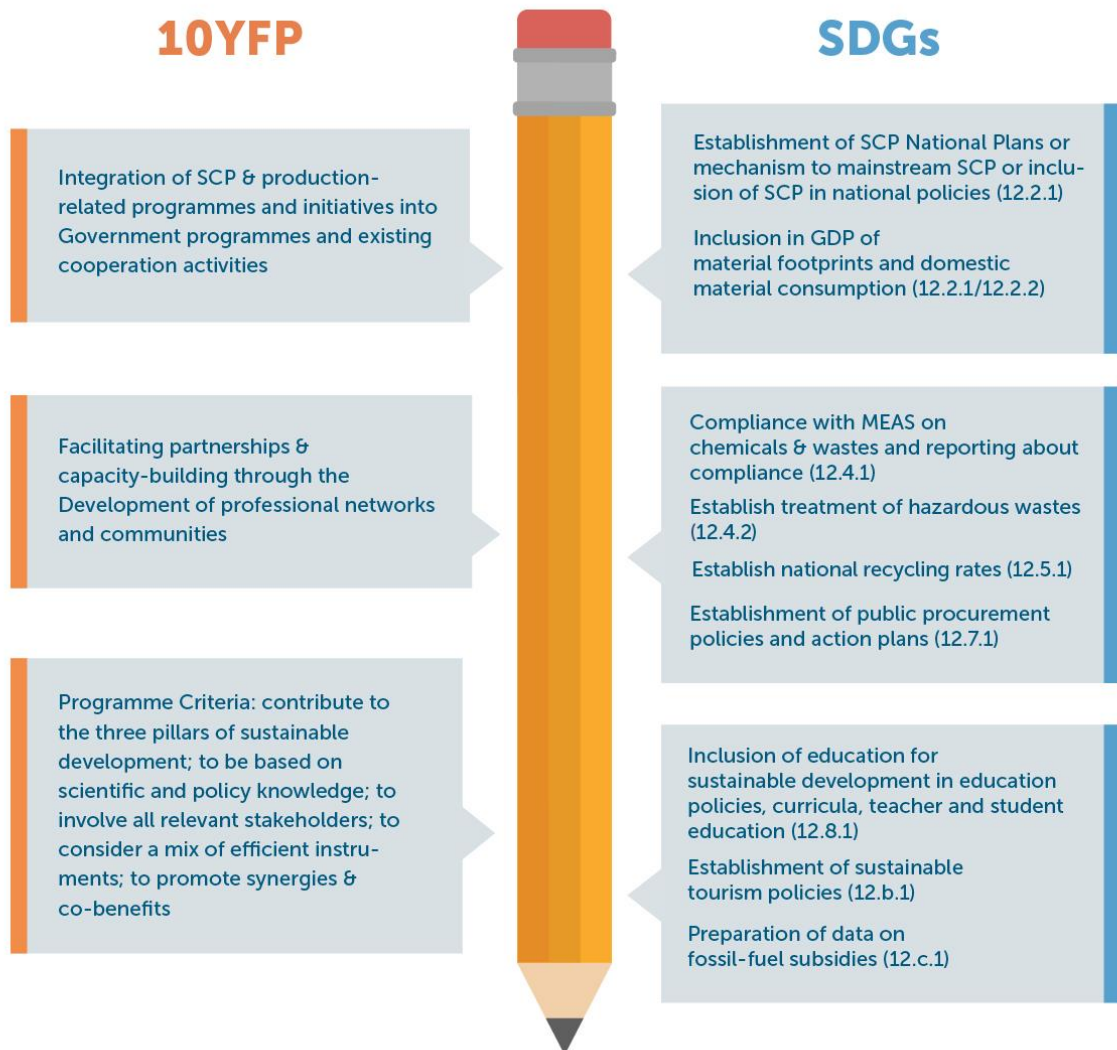 10YFP
Integration of SCP & production-
related programmes and initiatives into
Government programmes and existing
cooperation activities
Facilitating partnerships &
capacity-building through the
Development of professional networks
and communities
Programme Criteria: contribute to
the three pillars of sustainable
development; to be based on
scientific and policy knowledge; to
involve all relevant stakeholders; to
consider a mix of efficient instru-
ments; to promote synergies &
co-benefits
SDGs
Establishment of SCP National Plans or
mechanism to mainstream SCP or inclu-
sion of SCP in national policies (12.2.1)
Inclusion in GDP of
material footprints and domestic
material consumption (12.2.1/12.2.2)
Compliance with MEAS on
chemicals & wastes and reporting about
compliance (12.4.1)
Establish treatment of hazardous wastes
(12.4.2)
Establish national recycling rates (12.5.1)
Establishment of public procurement
policies and action plans (12.7.1)
Inclusion of education for
sustainable development in education
policies, curricula, teacher and student
education (12.8.1)
Establishment of sustainable
tourism policies (12.b.1)
Preparation of data on
fossil-fuel subsidies (12.c.1)